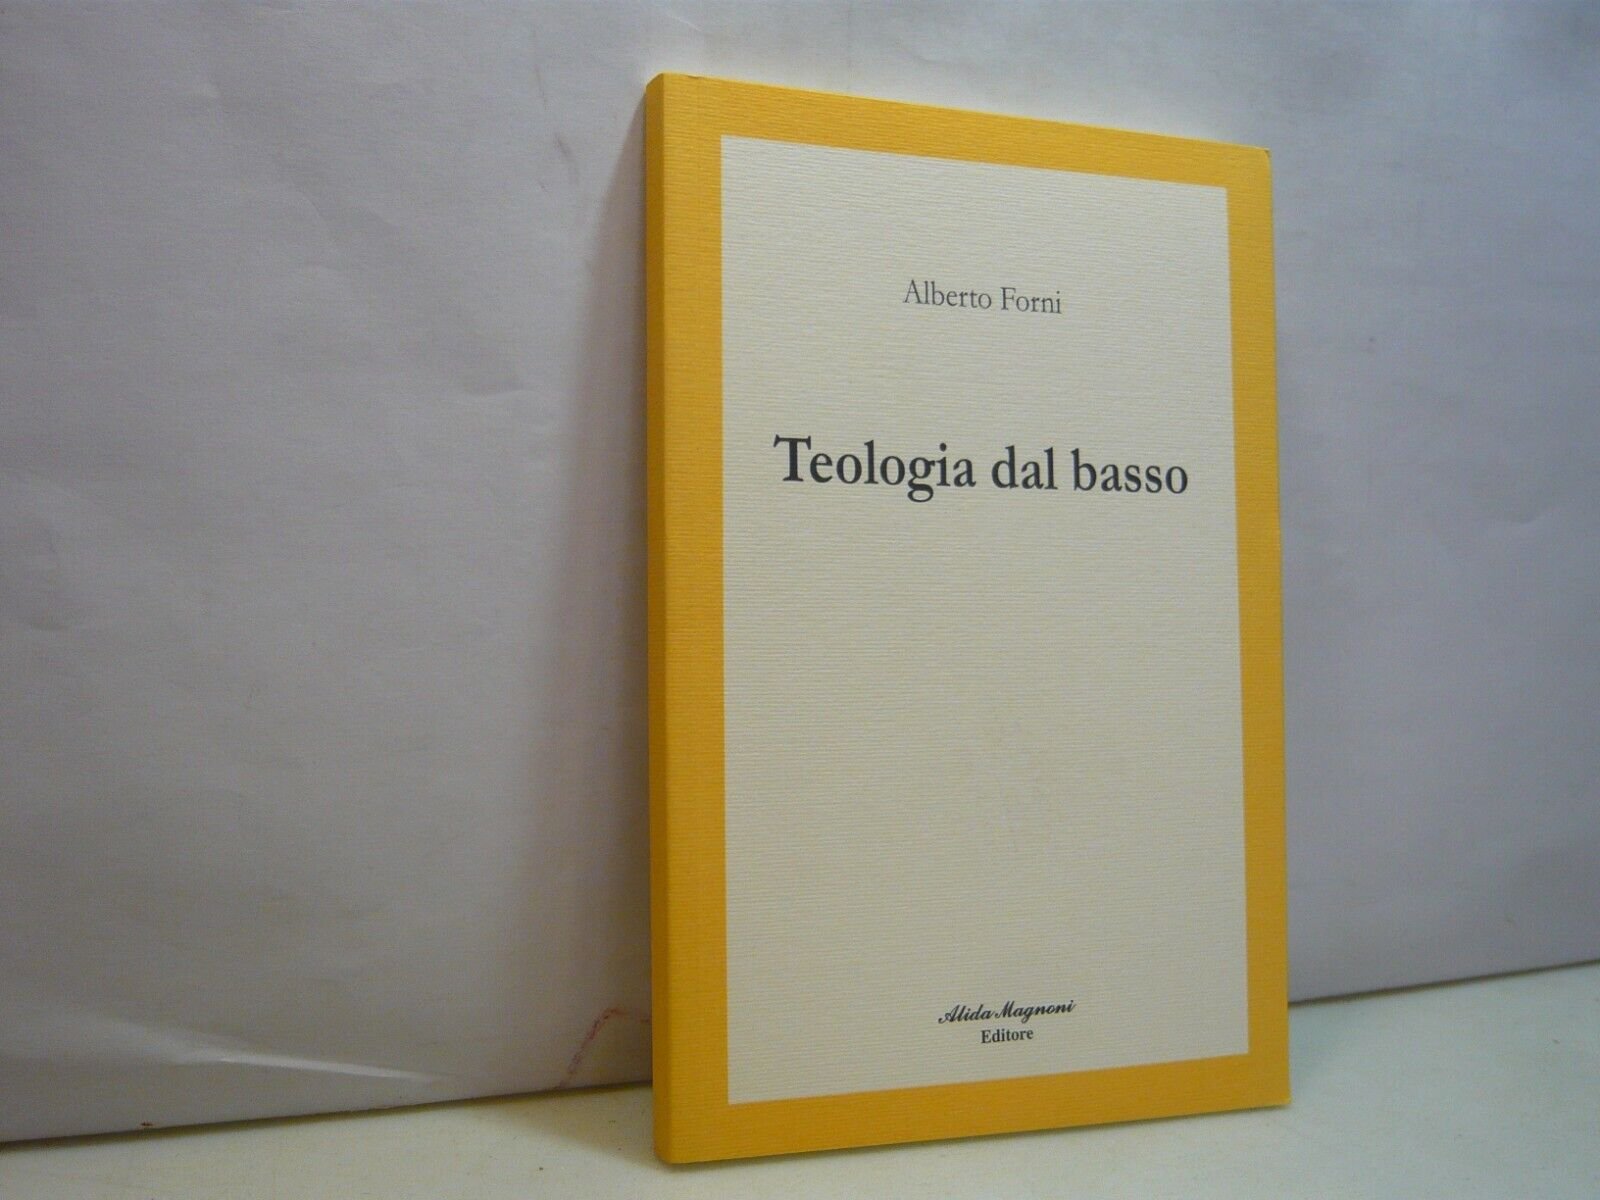 Alberto Forni
Teologia dal basso
Alida Magnoni
Editore